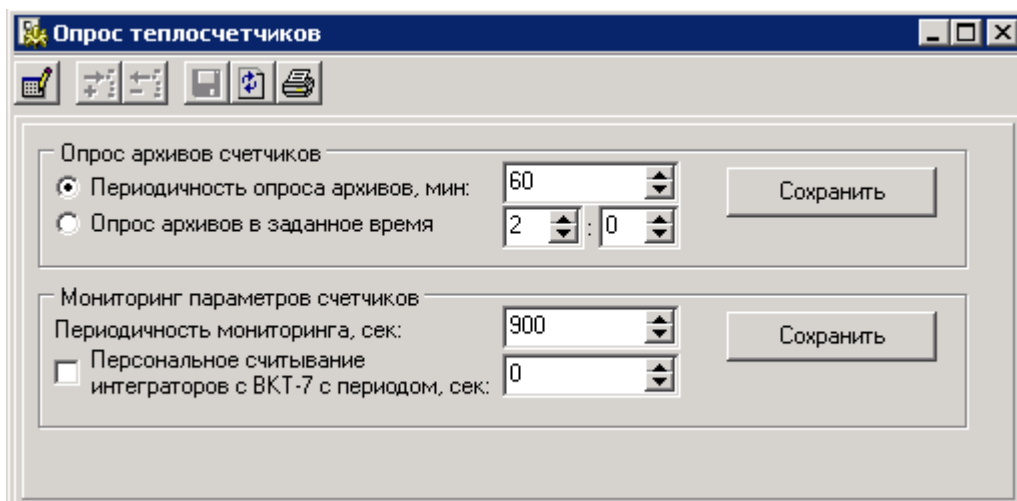 Опрос теплосчетчиков
Опрос архивов счетчиков
Периодичность опроса архивов, мин: 60 Сохранить
Опрос архивов в заданное время 2 : 0
Мониторинг параметров счетчиков
Периодичность мониторинга, сек: 900 Сохранить
Персональное считывание
интеграторов с ВКТ-7 с периодом, сек: 0